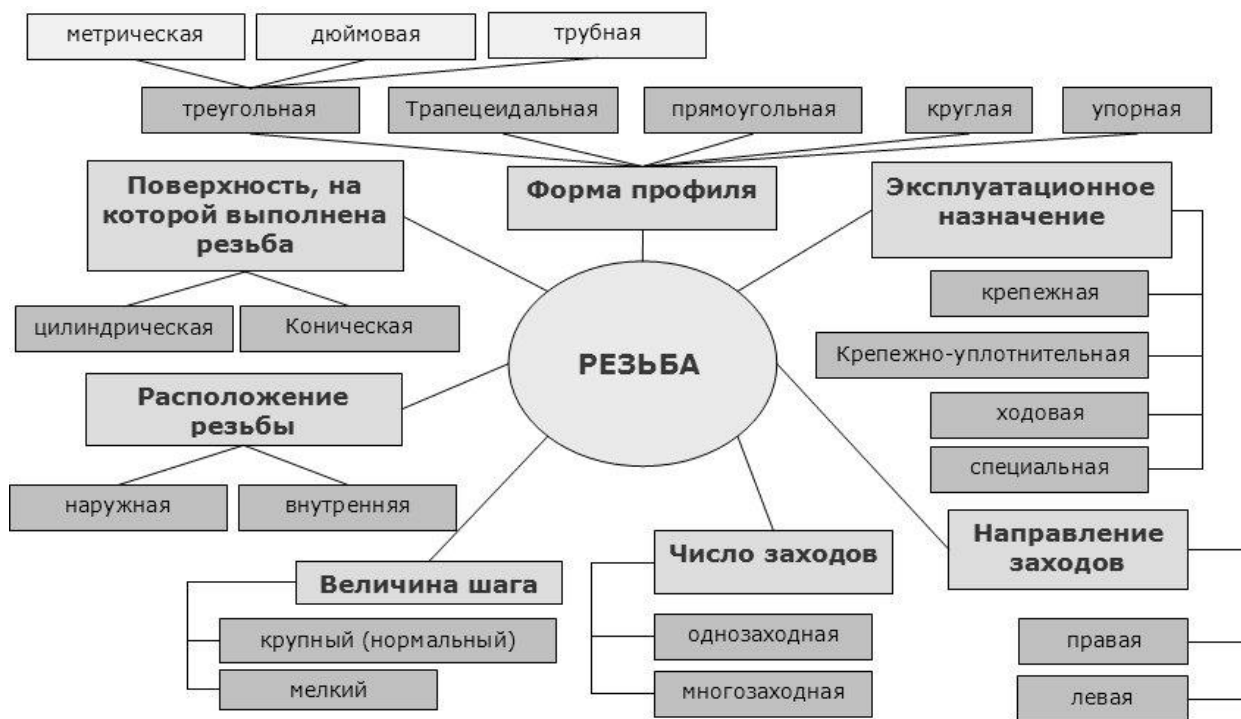 метрическая
дюймовая
трубная
треугольная
Трапецеидальная
прямоугольная
круглая
упорная
Поверхность, на
которой выполнена
резьба
Форма профиля
Эксплуатационное
назначение
цилиндрическая
Коническая
крепежная
Крепежно-уплотнительная
ходовая
специальная
РЕЗЬБА
Расположение
резьбы
наружная
внутренняя
Величина шага
крупный (нормальный)
мелкий
Число заходов
однозаходная
многозаходная
Направление
заходов
правая
левая